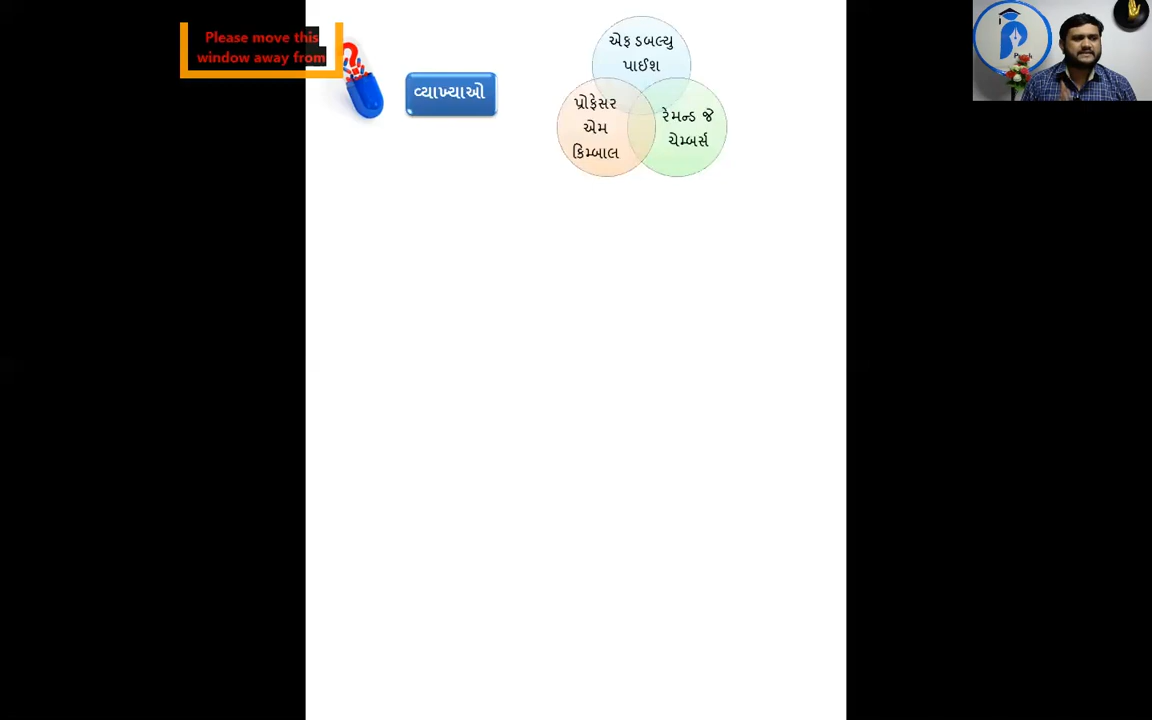 Please move this
window away from
વ્યાખ્યાઓ
એફ ડબલ્યુ
પાઈશ
પ્રોફેસર
એમ
કિમ્બાલ
રેમન્ડ જે
ચેમ્બર્સ